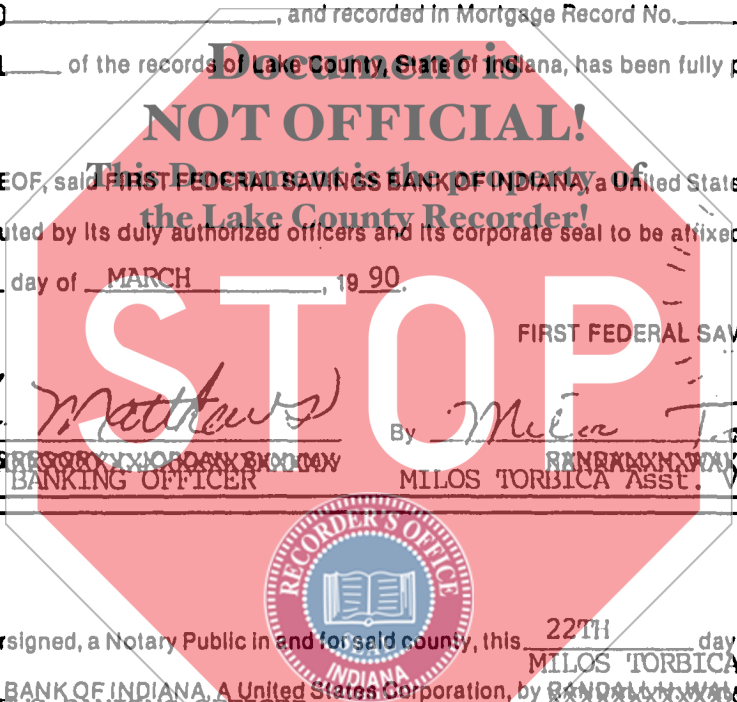 , and recorded in Mortgage Record No.
of the records of Lake County, State of Indiana, has been fully
Document is
NOT OFFICIAL!
EOF, said FIRST FEDERAL SAVINGS BANK OF INDIANA, a United State
This Document is the property of
the Lake County Recorder!
uted by its duly authorized officers and its corporate seal to be affixed
day of MARCH, 19 90.
STOP
FIRST FEDERAL SAV
Matthews
By Milos
BANKING OFFICER MILOS TORBICA Asst. V
RECORDER'S OFFICE
INDIANA
rsigned, a Notary Public in and for said county, this 22TH day
MILOS TORBICA
BANK OF INDIANA, A United States Corporation, by